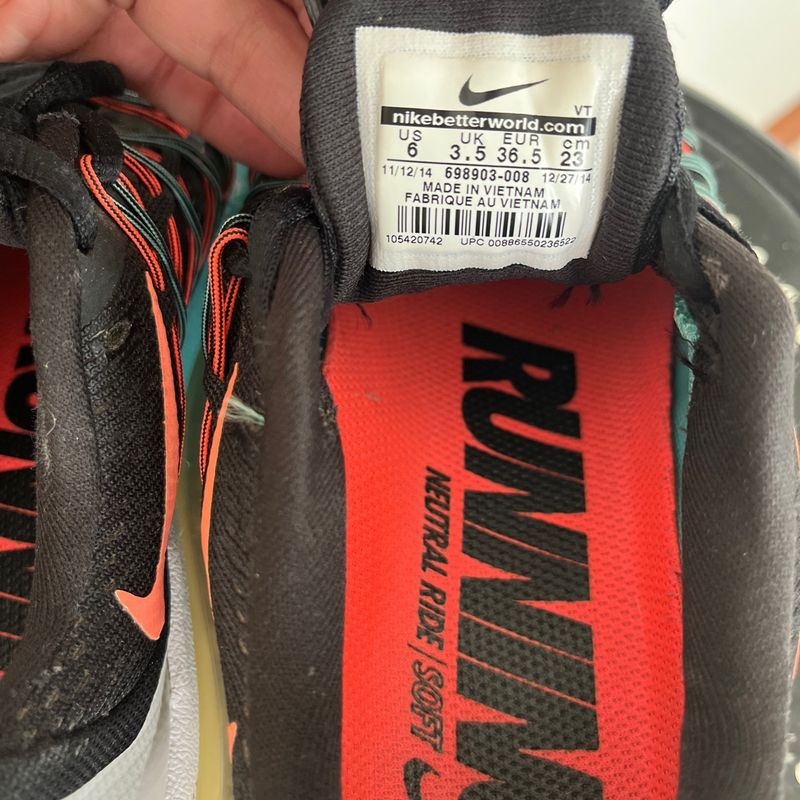 VT
nikebetterworld.com
US UK EUR cm
6 3.5 36.5 23
11/12/14 698903-008 12/27/14
MADE IN VIETNAM
FABRIQUE AU VIETNAM
105420742 UPC 00886550236522
RUNNING
NEUTRAL RIDE/SOFT